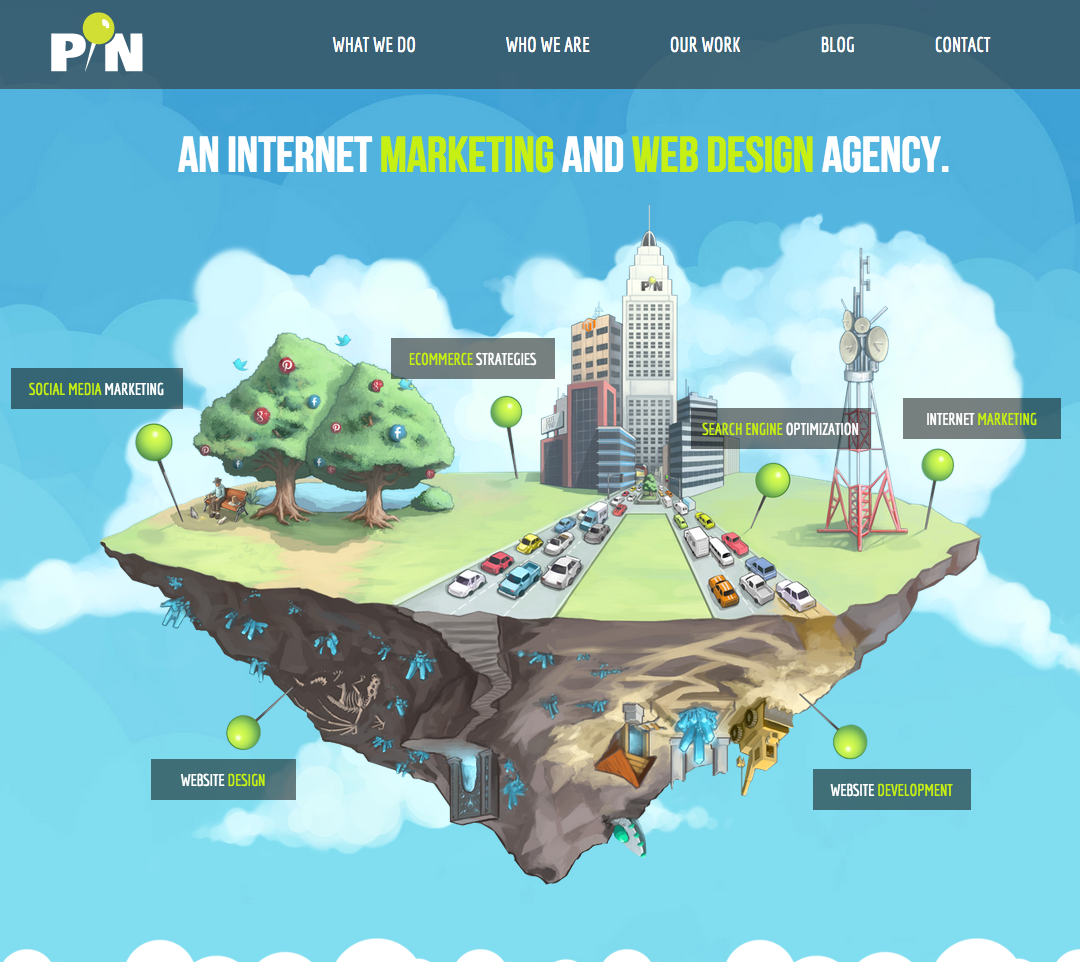 PIN
WHAT WE DO
WHO WE ARE
OUR WORK
BLOG
CONTACT
AN INTERNET MARKETING AND WEB DESIGN AGENCY.
PIN
ECOMMERCE STRATEGIES
SOCIAL MEDIA MARKETING
SEARCH ENGINE OPTIMIZATION
INTERNET MARKETING
WEBSITE DESIGN
WEBSITE DEVELOPMENT